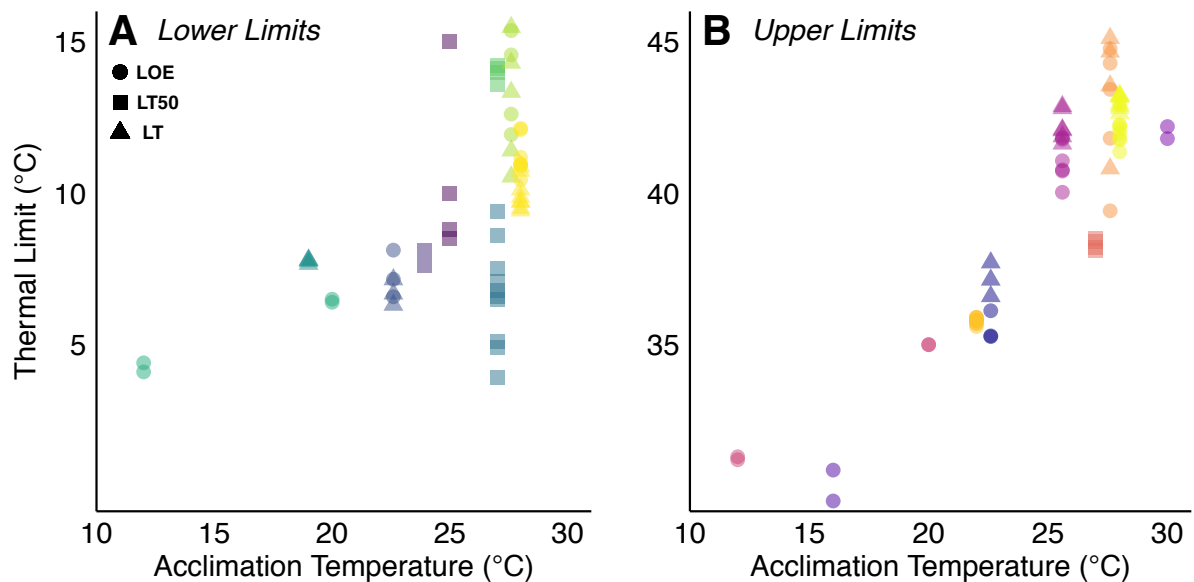 A Lower Limits
LOE
LT50
LT
15
10
5
Thermal Limit (°C)
10 15 20 25 30
Acclimation Temperature (°C)
B Upper Limits
45
40
35
10 15 20 25 30
Acclimation Temperature (°C)